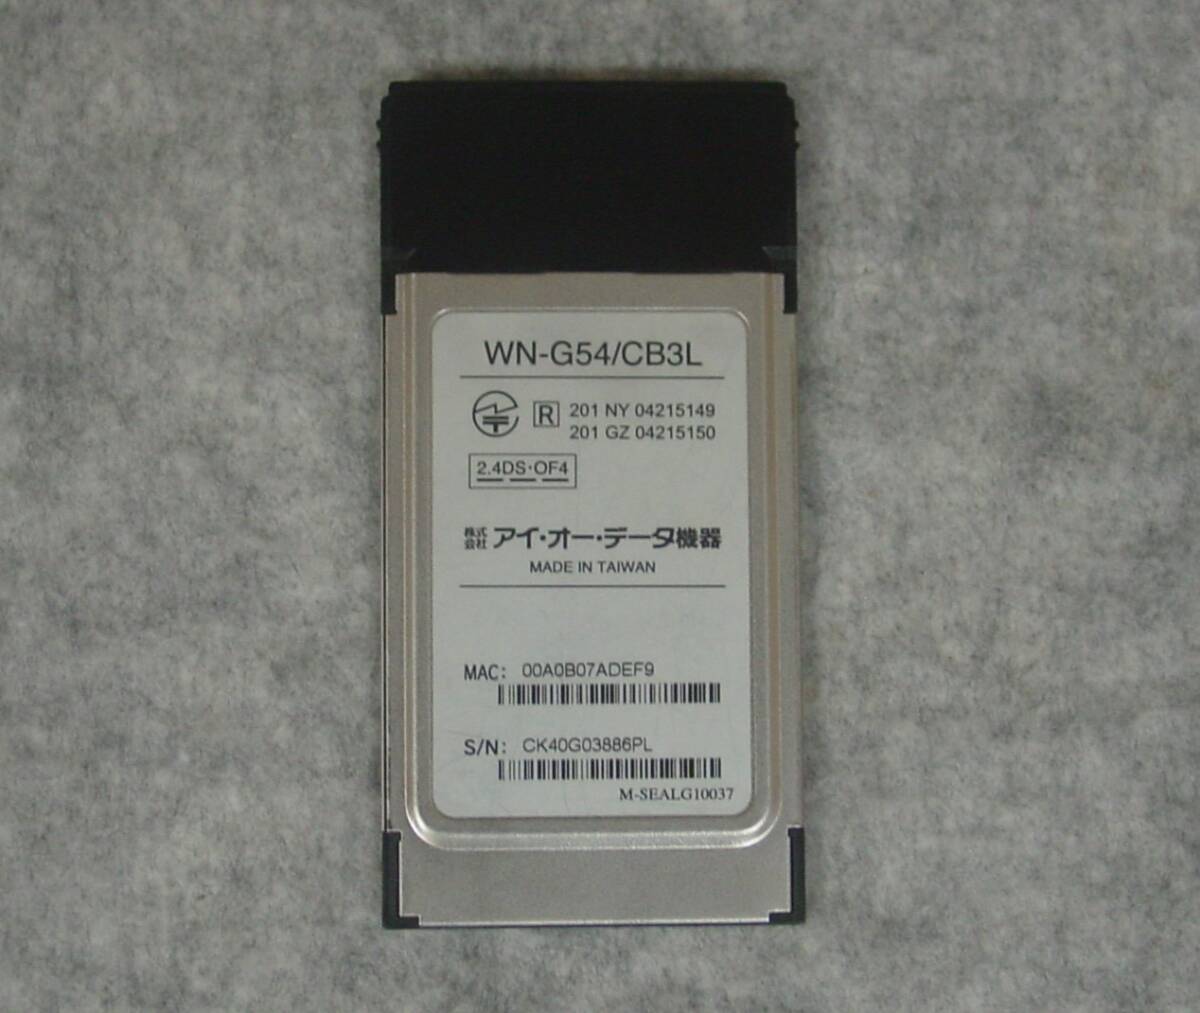 WN-G54/CB3L
R 201 NY 04215149
201 GZ 04215150
2.4DS・OF4
株式会社 アイ・オー・データ機器
MADE IN TAIWAN
MAC: 00A0B07ADEF9
S/N: CK40G03886PL
M-SEALG10037